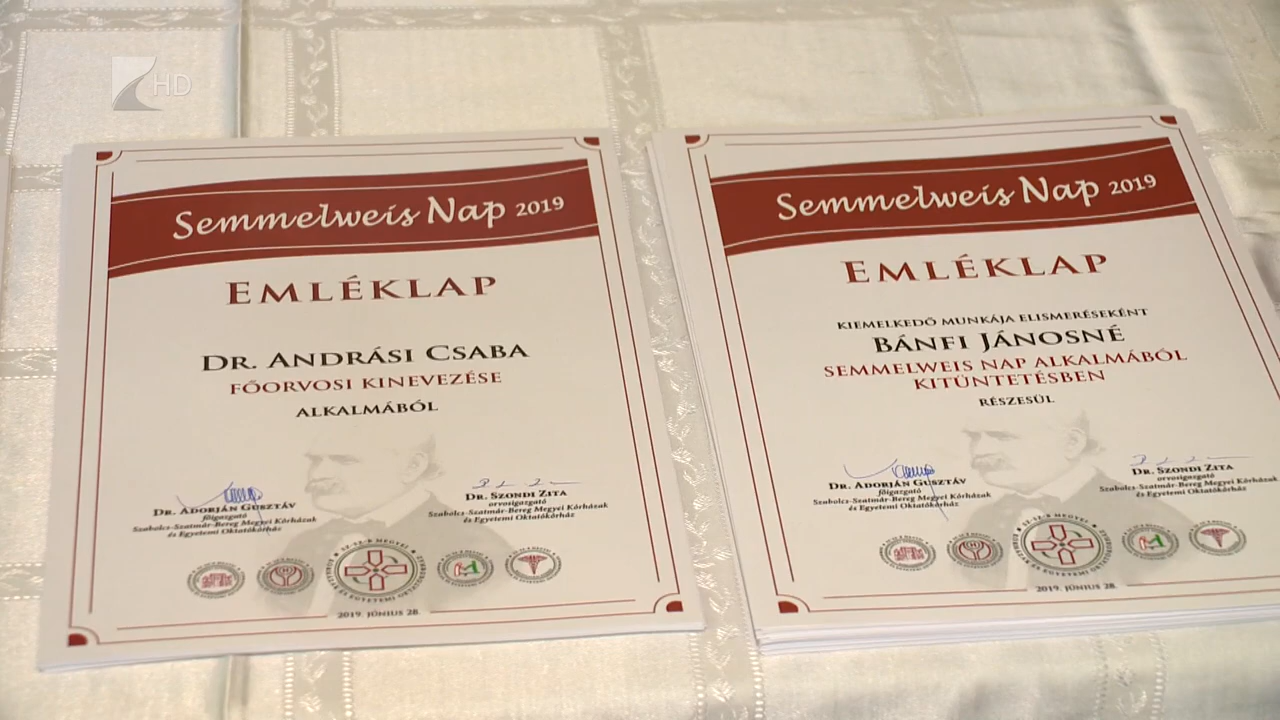 HD
Semmelweis Nap 2019
EMLÉKLAP
DR. ANDRÁSI CSABA
FŐORVOSI KINEVEZÉSE
ALKALMÁBÓL
DR. ADORJÁN GUSZTÁV
főigazgató
Szabolcs-Szatmár-Bereg Megyei Kórházak
és Egyetemi Oktatókórház
DR. SZONDI ZITA
orvosigazgató
Szabolcs-Szatmár-Bereg Megyei Kórházak
és Egyetemi Oktatókórház
2019. JÚNIUS 28.
Semmelweis Nap 2019
EMLÉKLAP
KIEMELKEDŐ MUNKÁJA ELISMERÉSEKÉNT
BÁNFI JÁNOSNÉ
SEMMELWEIS NAP ALKALMÁBÓL
KITÜNTETÉSBEN
RÉSZESÜL
DR. ADORJÁN GUSZTÁV
főigazgató
Szabolcs-Szatmár-Bereg Megyei Kórházak
és Egyetemi Oktatókórház
DR. SZONDI ZITA
orvosigazgató
Szabolcs-Szatmár-Bereg Megyei Kórházak
és Egyetemi Oktatókórház
2019. JÚNIUS 28.